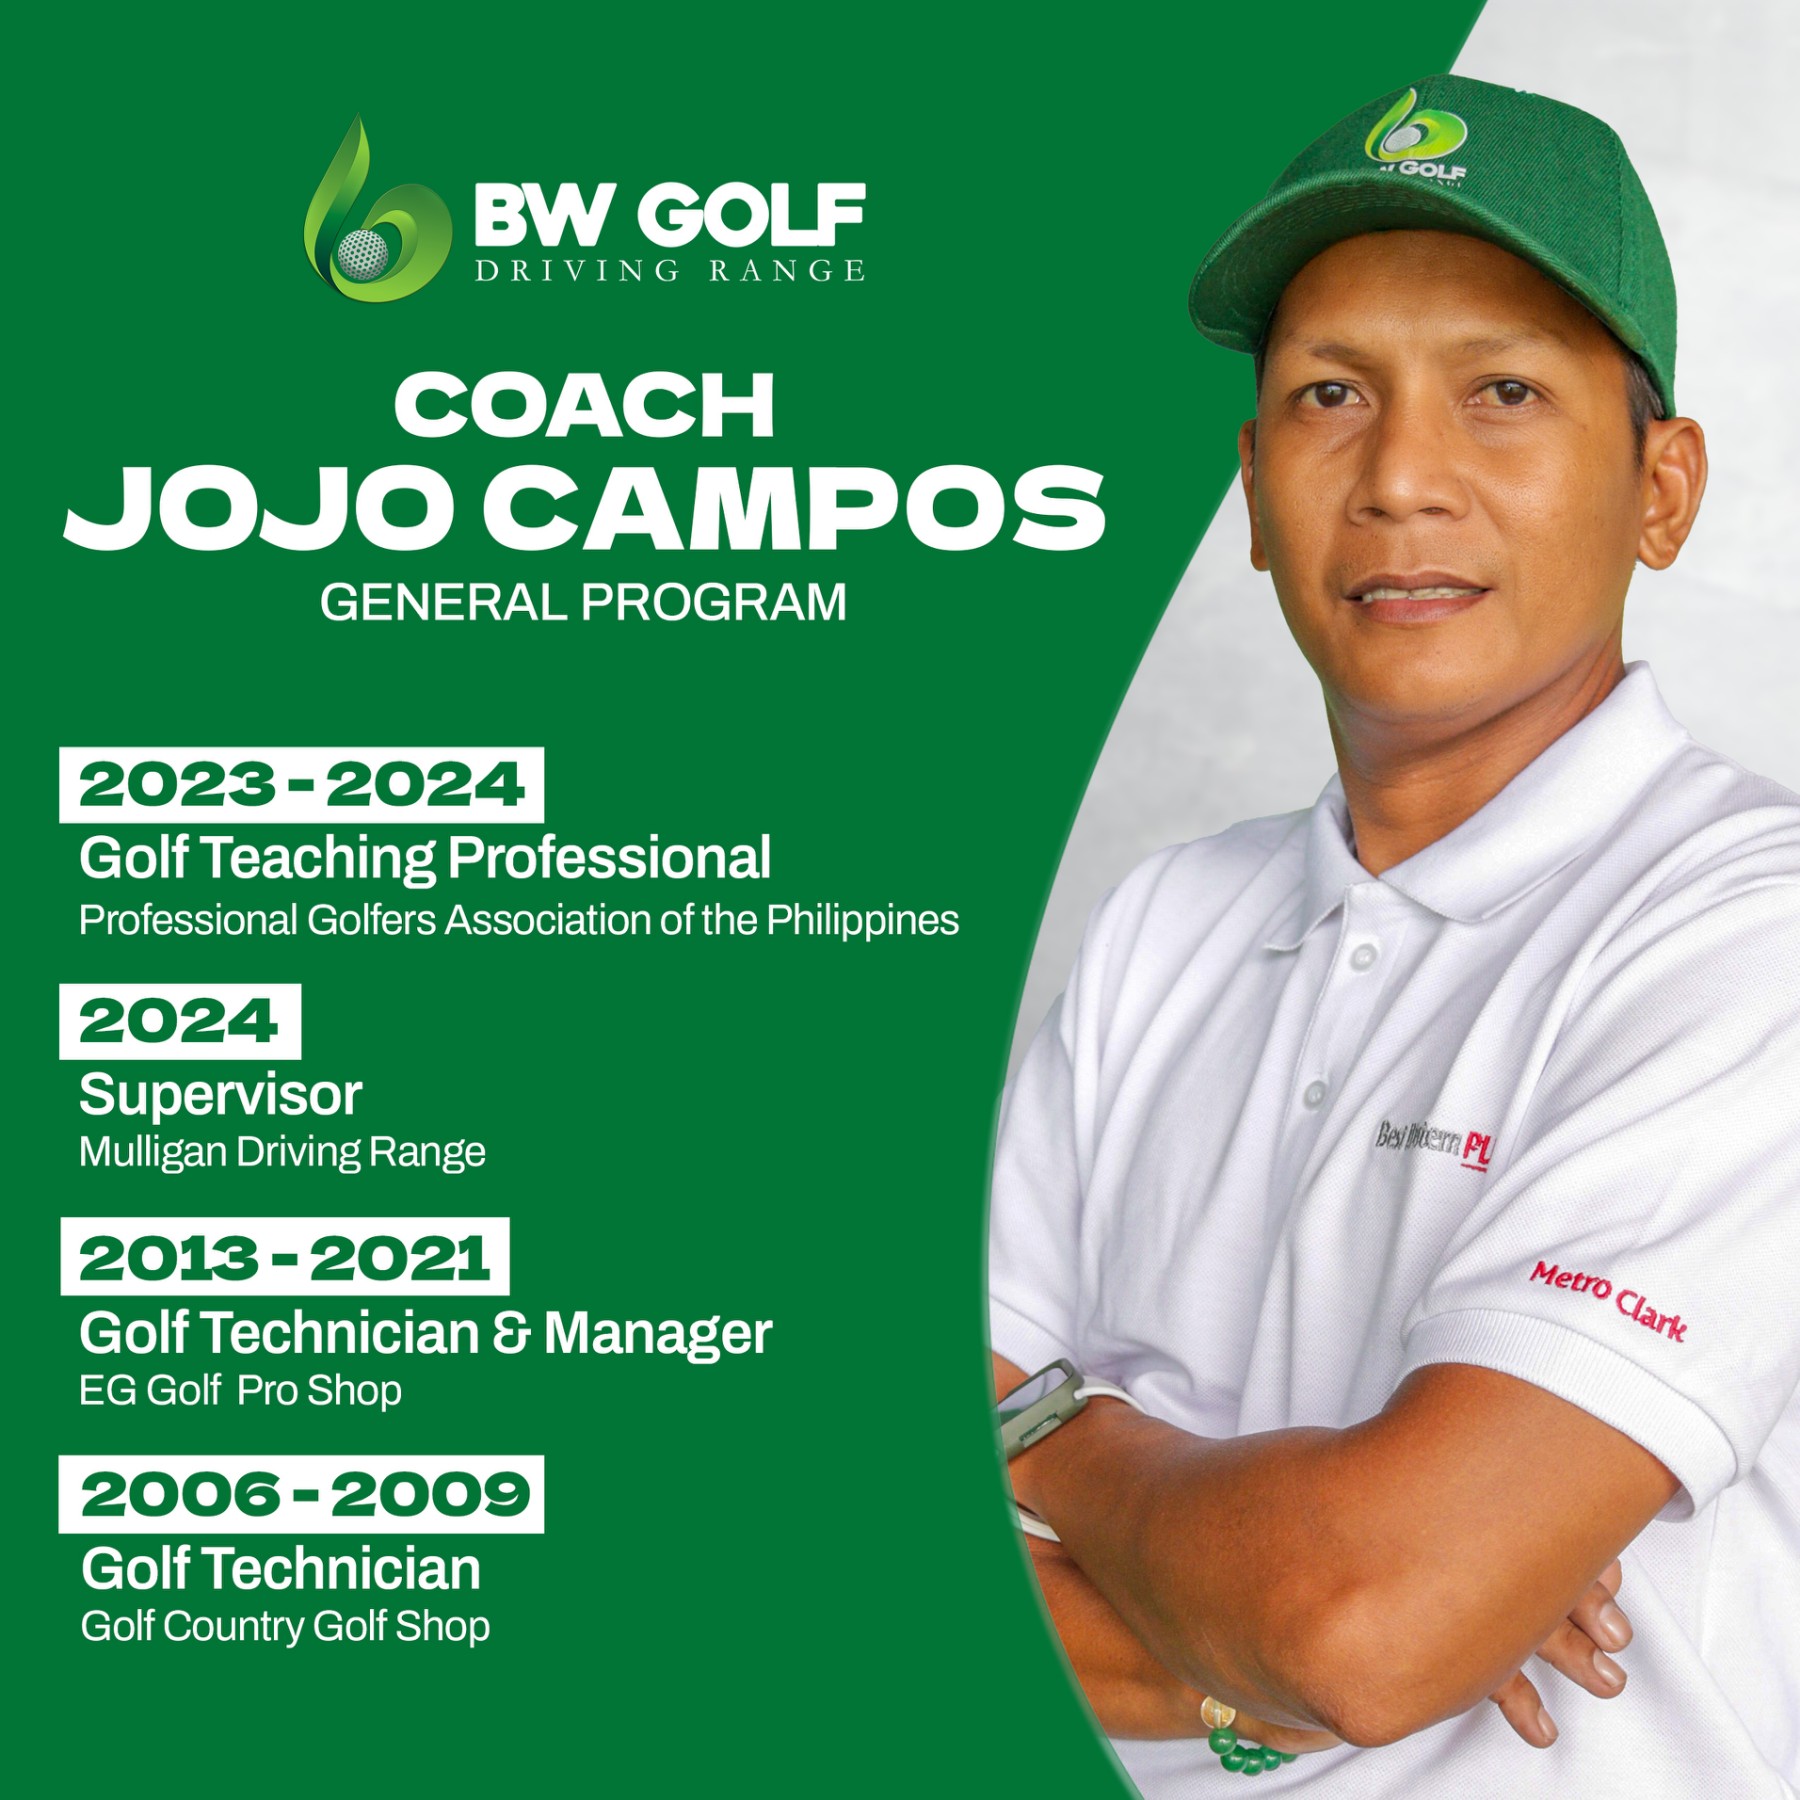 BW GOLF
DRIVING RANGE
COACH
JOJO CAMPOS
GENERAL PROGRAM
2023 - 2024
Golf Teaching Professional
Professional Golfers Association of the Philippines
2024
Supervisor
Mulligan Driving Range
2013 - 2021
Golf Technician & Manager
EG Golf Pro Shop
2006 - 2009
Golf Technician
Golf Country Golf Shop
GOLF
Best
Metro Clark